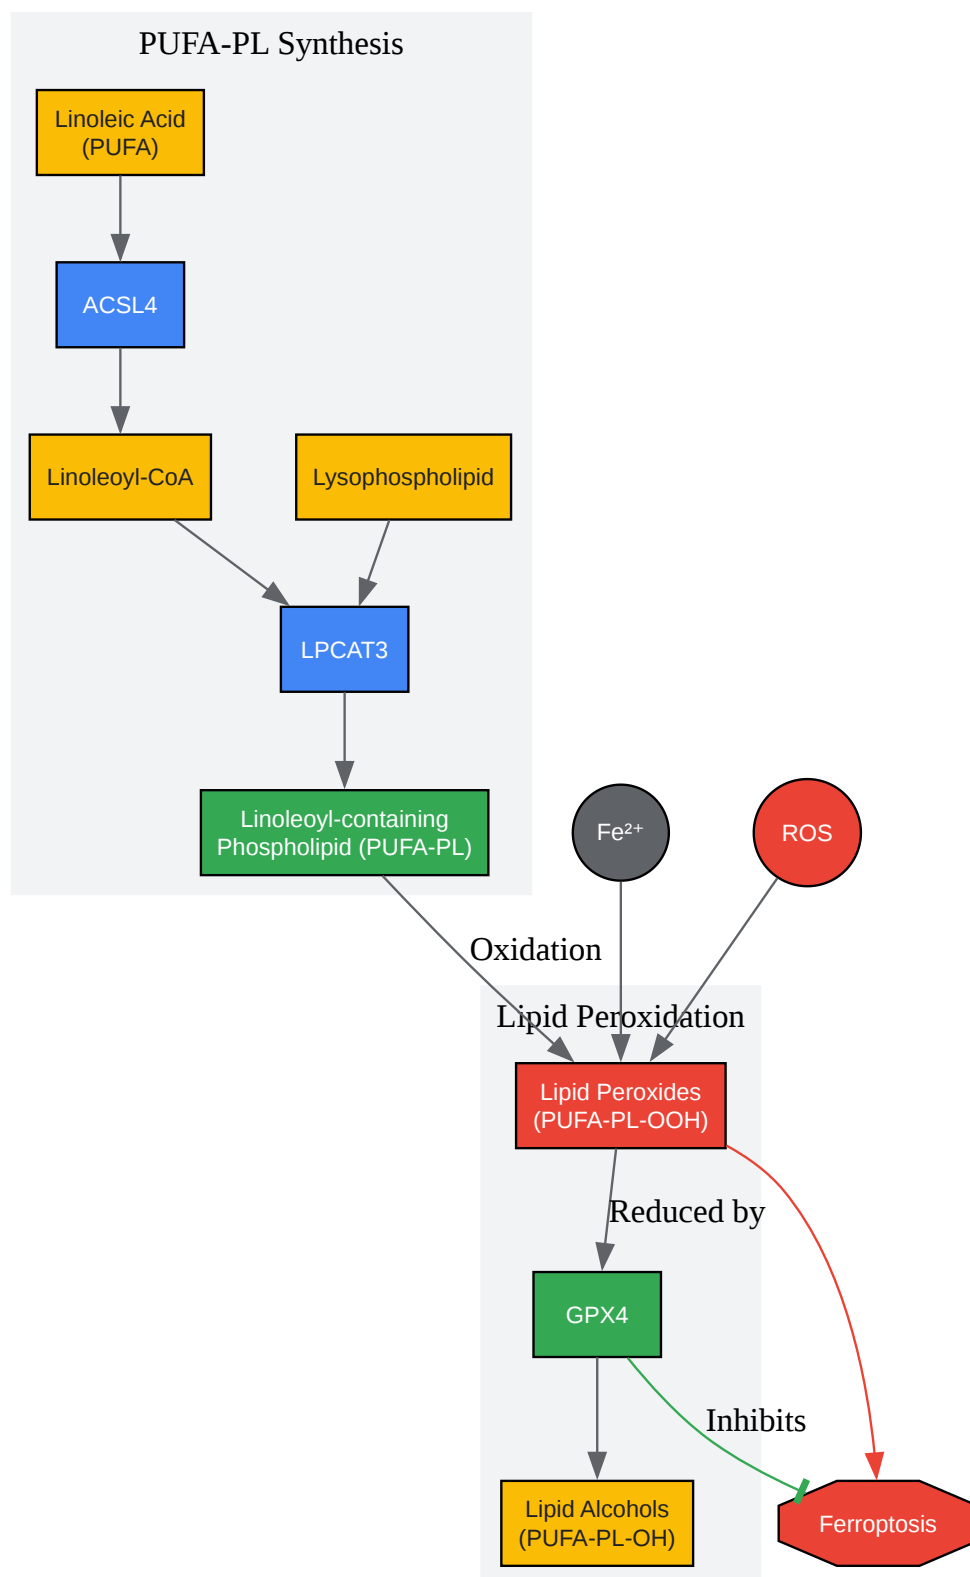 PUFA-PL Synthesis
Linoleic Acid
(PUFA)
ACSL4
Linoleoyl-CoA
Lysophospholipid
LPCAT3
Linoleoyl-containing
Phospholipid (PUFA-PL)
Fe²⁺
ROS
Oxidation
Lipid Peroxidation
Lipid Peroxides
(PUFA-PL-OOH)
Reduced by
GPX4
Inhibits
Lipid Alcohols
(PUFA-PL-OH)
Ferroptosis